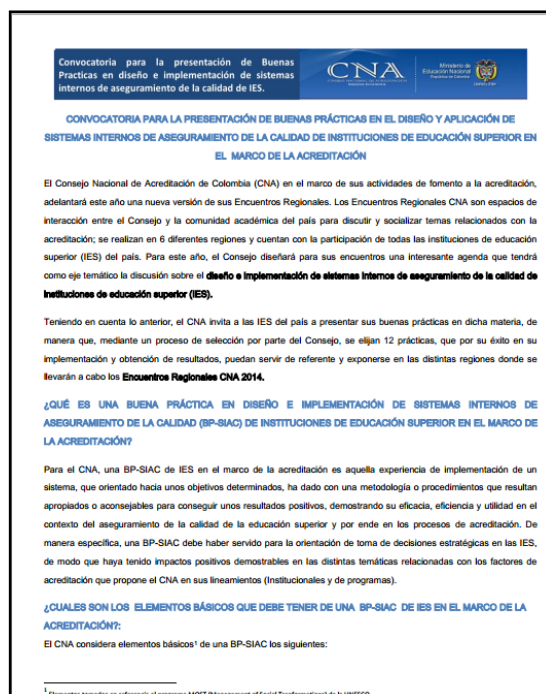 Convocatoria para la presentación de Buenas
Practicas en diseño e implementación de sistemas
internos de aseguramiento de la calidad de IES.
CNA
Ministerio de
Educación Nacional
República de Colombia
CONVOCATORIA PARA LA PRESENTACIÓN DE BUENAS PRÁCTICAS EN EL DISEÑO Y APLICACIÓN DE
SISTEMAS INTERNOS DE ASEGURAMIENTO DE LA CALIDAD DE INSTITUCIONES DE EDUCACIÓN SUPERIOR EN
EL MARCO DE LA ACREDITACIÓN
El Consejo Nacional de Acreditación de Colombia (CNA) en el marco de sus actividades de fomento a la acreditación,
adelantará este año una nueva versión de sus Encuentros Regionales. Los Encuentros Regionales CNA son espacios de
interacción entre el Consejo y la comunidad académica del país para discutir y socializar temas relacionados con la
acreditación; se realizan en 6 diferentes regiones y cuentan con la participación de todas las instituciones de educación
superior (IES) del país. Para este año, el Consejo diseñará para sus encuentros una interesante agenda que tendrá
como eje temático la discusión sobre el diseño e implementación de sistemas internos de aseguramiento de la calidad de
instituciones de educación superior (IES).
Teniendo en cuenta lo anterior, el CNA invita a las IES del país a presentar sus buenas prácticas en dicha materia, de
manera que, mediante un proceso de selección por parte del Consejo, se elijan 12 prácticas, que por su éxito en su
implementación y obtención de resultados, puedan servir de referente y exponerse en las distintas regiones donde se
llevarán a cabo los Encuentros Regionales CNA 2014.
¿QUÉ ES UNA BUENA PRÁCTICA EN DISEÑO E IMPLEMENTACIÓN DE SISTEMAS INTERNOS DE
ASEGURAMIENTO DE LA CALIDAD (BP-SIAC) DE INSTITUCIONES DE EDUCACIÓN SUPERIOR EN EL MARCO DE
LA ACREDITACIÓN?
Para el CNA, una BP-SIAC de IES en el marco de la acreditación es aquella experiencia de implementación de un
sistema, que orientado hacia unos objetivos determinados, ha dado con una metodología o procedimientos que resultan
apropiados o aconsejables para conseguir unos resultados positivos, demostrando su eficacia, eficiencia y utilidad en el
contexto del aseguramiento de la calidad de la educación superior y por ende en los procesos de acreditación. De
manera específica, una BP-SIAC debe haber servido para la orientación de toma de decisiones estratégicas en las IES,
de modo que haya tenido impactos positivos demostrables en las distintas temáticas relacionadas con los factores de
acreditación que propone el CNA en sus lineamientos (Institucionales y de programas).
¿CUALES SON LOS ELEMENTOS BÁSICOS QUE DEBE TENER DE UNA BP-SIAC DE IES EN EL MARCO DE LA
ACREDITACIÓN?:
El CNA considera elementos básicos¹ de una BP-SIAC los siguientes: